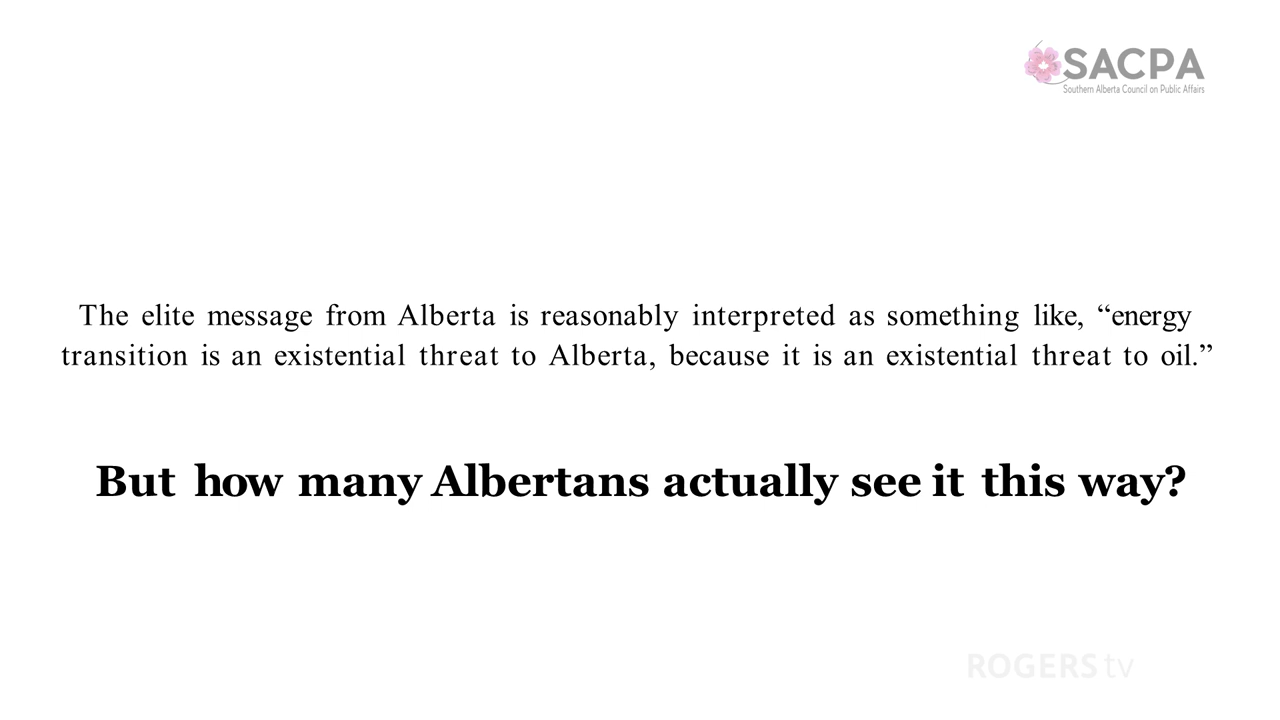 SACPA
Southern Alberta Council on Public Affairs
The elite message from Alberta is reasonably interpreted as something like, “energy
transition is an existential threat to Alberta, because it is an existential threat to oil.”
But how many Albertans actually see it this way?
ROGERS tv